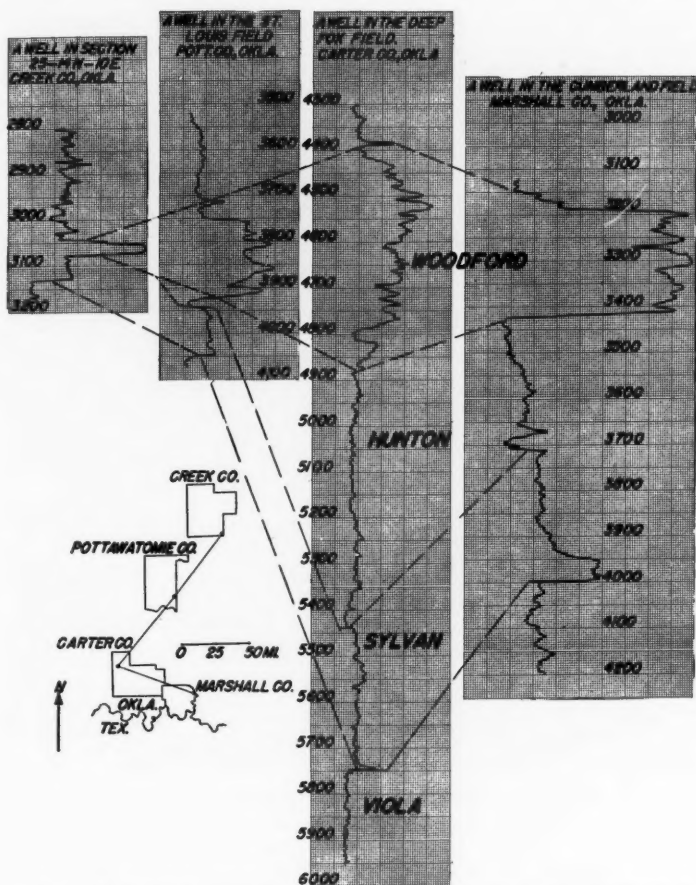 A WELL IN SECTION
25-14N-10E
CREEK CO., OKLA.
2800
2900
3000
3100
3200
A WELL IN THE ST.
LOUIS FIELD
POTT. CO., OKLA.
3500
3600
3700
3800
3900
4000
4100
A WELL IN THE DEEP
FOX FIELD.
CARTER CO., OKLA
4300
4400
4500
4600
4700
4800
4900
5000
5100
5200
5300
5400
5500
5600
5700
5800
5900
6000
WOODFORD
HUNTON
SYLVAN
VIOLA
A WELL IN THE CUMBERLAND FIELD
MARSHALL CO., OKLA.
3000
3100
3200
3300
3400
3500
3600
3700
3800
3900
4000
4100
4200
CREEK CO.
POTTAWATOMIE CO.
CARTER CO.
0 25 50 MI.
MARSHALL CO.
N
OKLA.
TEX.